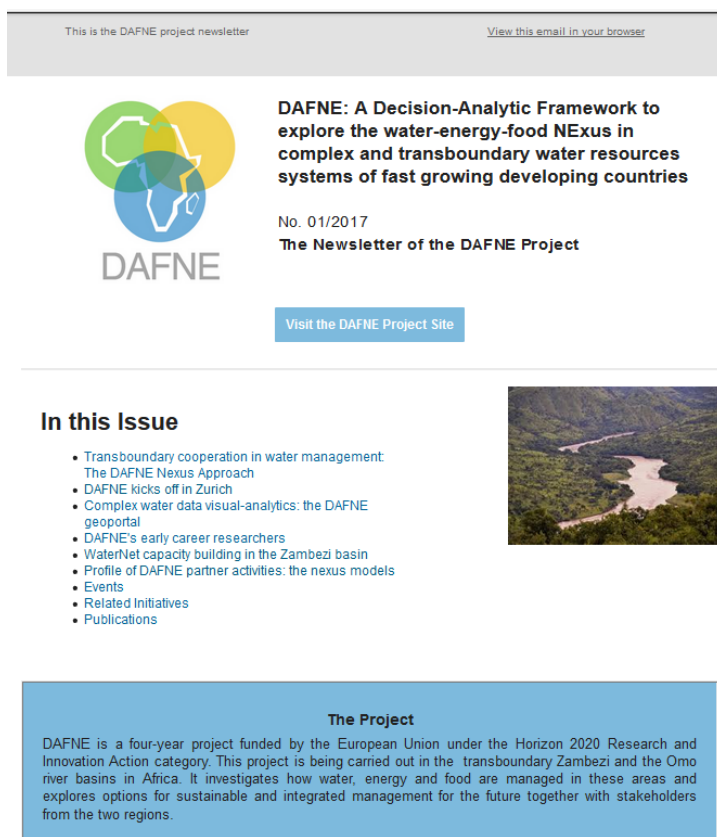 This is the DAFNE project newsletter
View this email in your browser
DAFNE: A Decision-Analytic Framework to
explore the water-energy-food NExus in
complex and transboundary water resources
systems of fast growing developing countries
No. 01/2017
The Newsletter of the DAFNE Project
DAFNE
Visit the DAFNE Project Site
In this Issue
• Transboundary cooperation in water management:
The DAFNE Nexus Approach
• DAFNE kicks off in Zurich
• Complex water data visual-analytics: the DAFNE
geoportal
• DAFNE's early career researchers
• WaterNet capacity building in the Zambezi basin
• Profile of DAFNE partner activities: the nexus models
• Events
• Related Initiatives
• Publications
The Project
DAFNE is a four-year project funded by the European Union under the Horizon 2020 Research and
Innovation Action category. This project is being carried out in the transboundary Zambezi and the Omo
river basins in Africa. It investigates how water, energy and food are managed in these areas and
explores options for sustainable and integrated management for the future together with stakeholders
from the two regions.